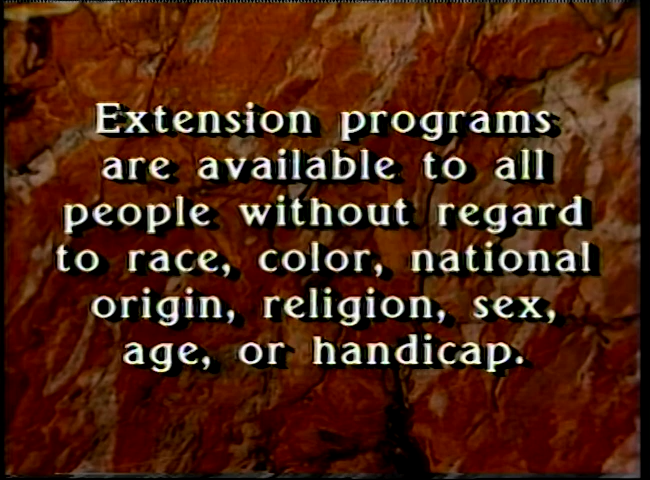 Extension programs
are available to all
people without regard
to race, color, national
origin, religion, sex,
age, or handicap.